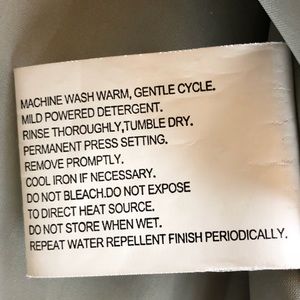 MACHINE WASH WARM, GENTLE CYCLE.
MILD POWERED DETERGENT.
RINSE THOROUGHLY,TUMBLE DRY.
PERMANENT PRESS SETTING.
REMOVE PROMPTLY.
COOL IRON IF NECESSARY.
DO NOT BLEACH.DO NOT EXPOSE
TO DIRECT HEAT SOURCE.
DO NOT STORE WHEN WET.
REPEAT WATER REPELLENT FINISH PERIODICALLY.